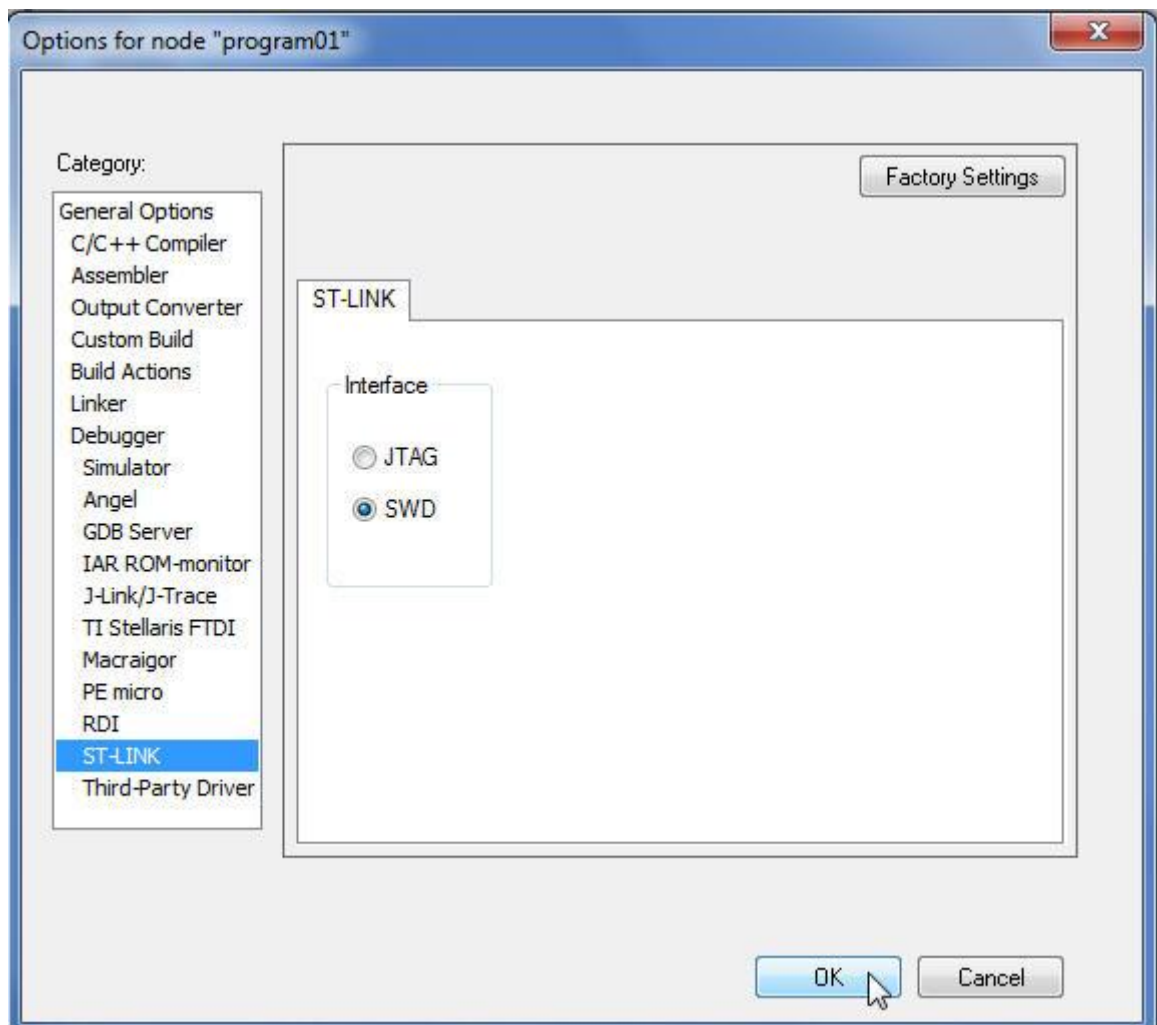 Options for node "program01"
Category:
Factory Settings
General Options
C/C++ Compiler
Assembler
Output Converter
Custom Build
Build Actions
Linker
Debugger
Simulator
Angel
GDB Server
IAR ROM-monitor
J-Link/J-Trace
TI Stellaris FTDI
Macraigor
PE micro
RDI
ST-LINK
Third-Party Driver
ST-LINK
Interface
JTAG
SWD
OK
Cancel